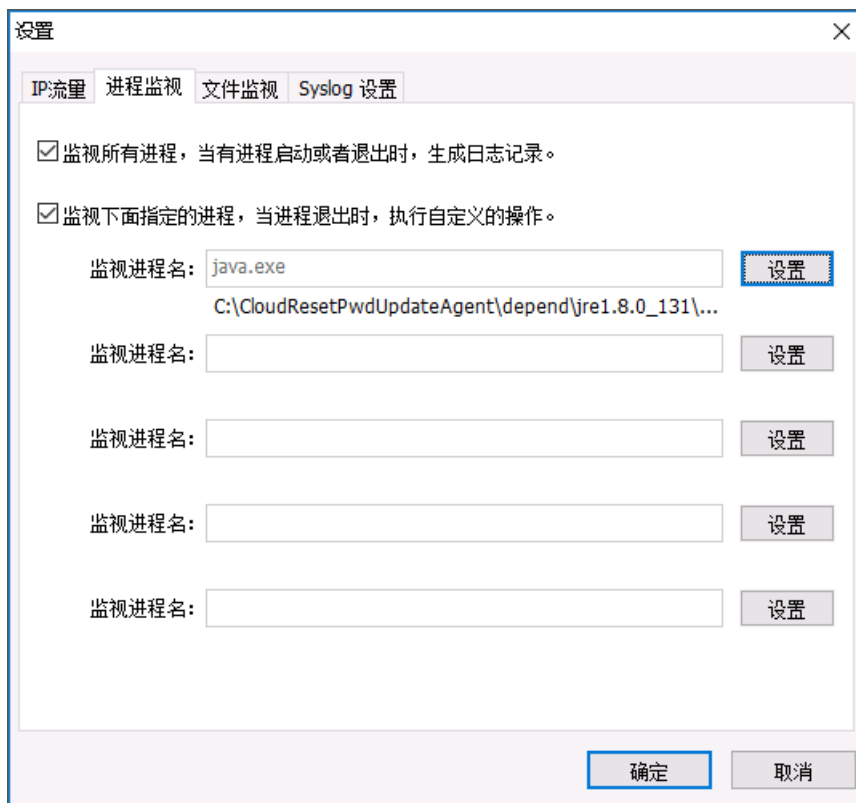 设置
IP流量 进程监视 文件监视 Syslog 设置
监视所有进程，当有进程启动或者退出时，生成日志记录。
监视下面指定的进程，当进程退出时，执行自定义的操作。
监视进程名： java.exe 设置
C:\CloudResetPwdUpdateAgent\depend\jre1.8.0_131\...
监视进程名： 设置
监视进程名： 设置
监视进程名： 设置
监视进程名： 设置
确定 取消